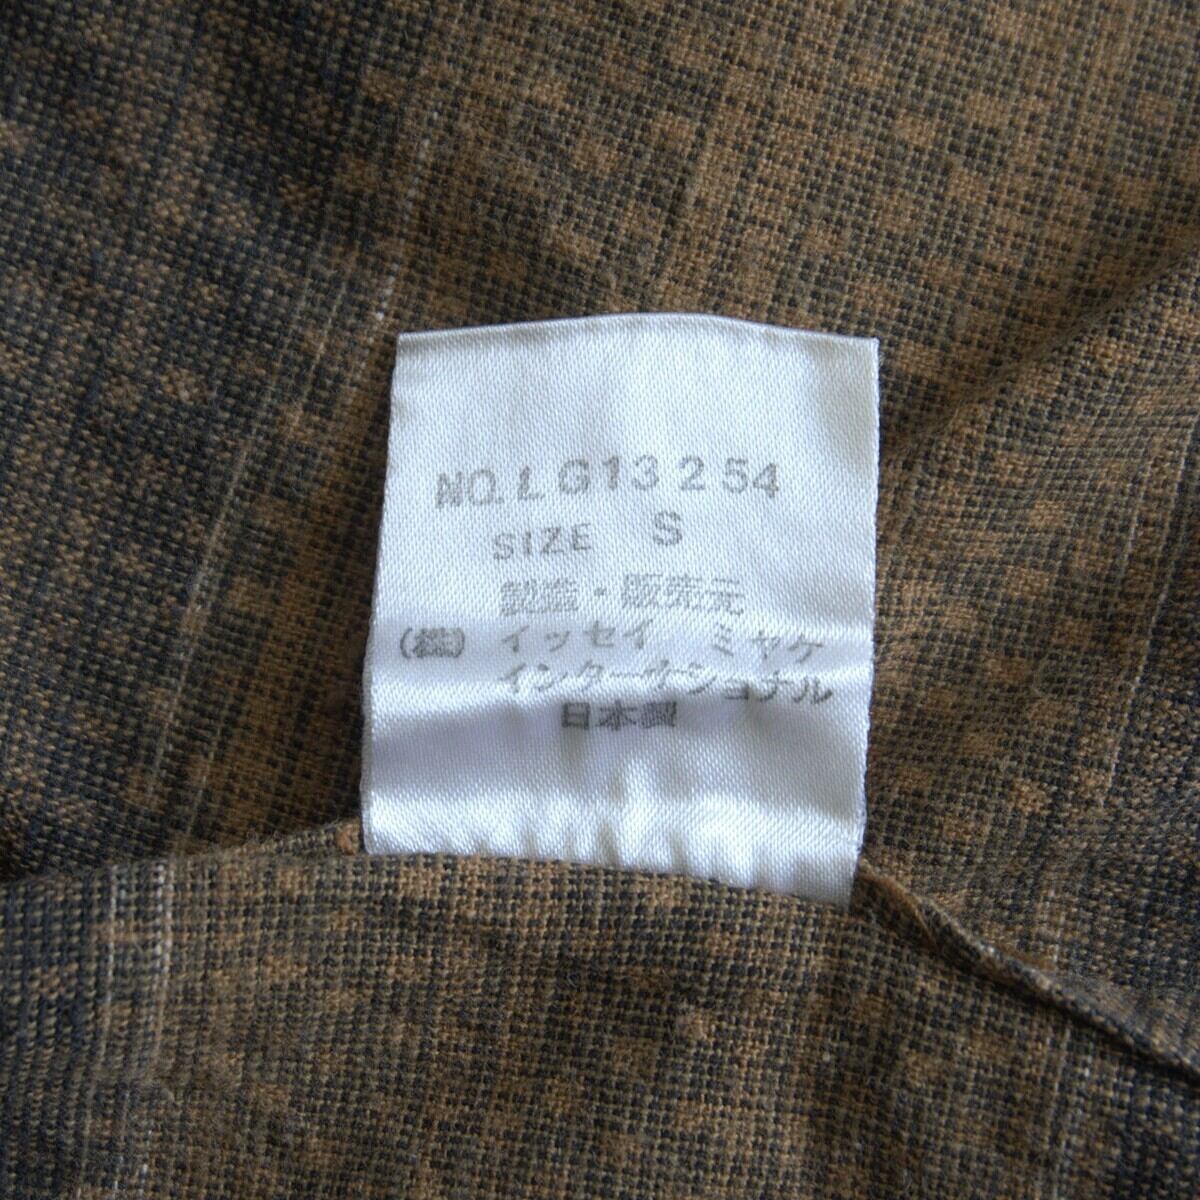 NO.LG13254
SIZE S
製造・販売元
(株)イッセイ ミヤケ
インターナショナル
日本製